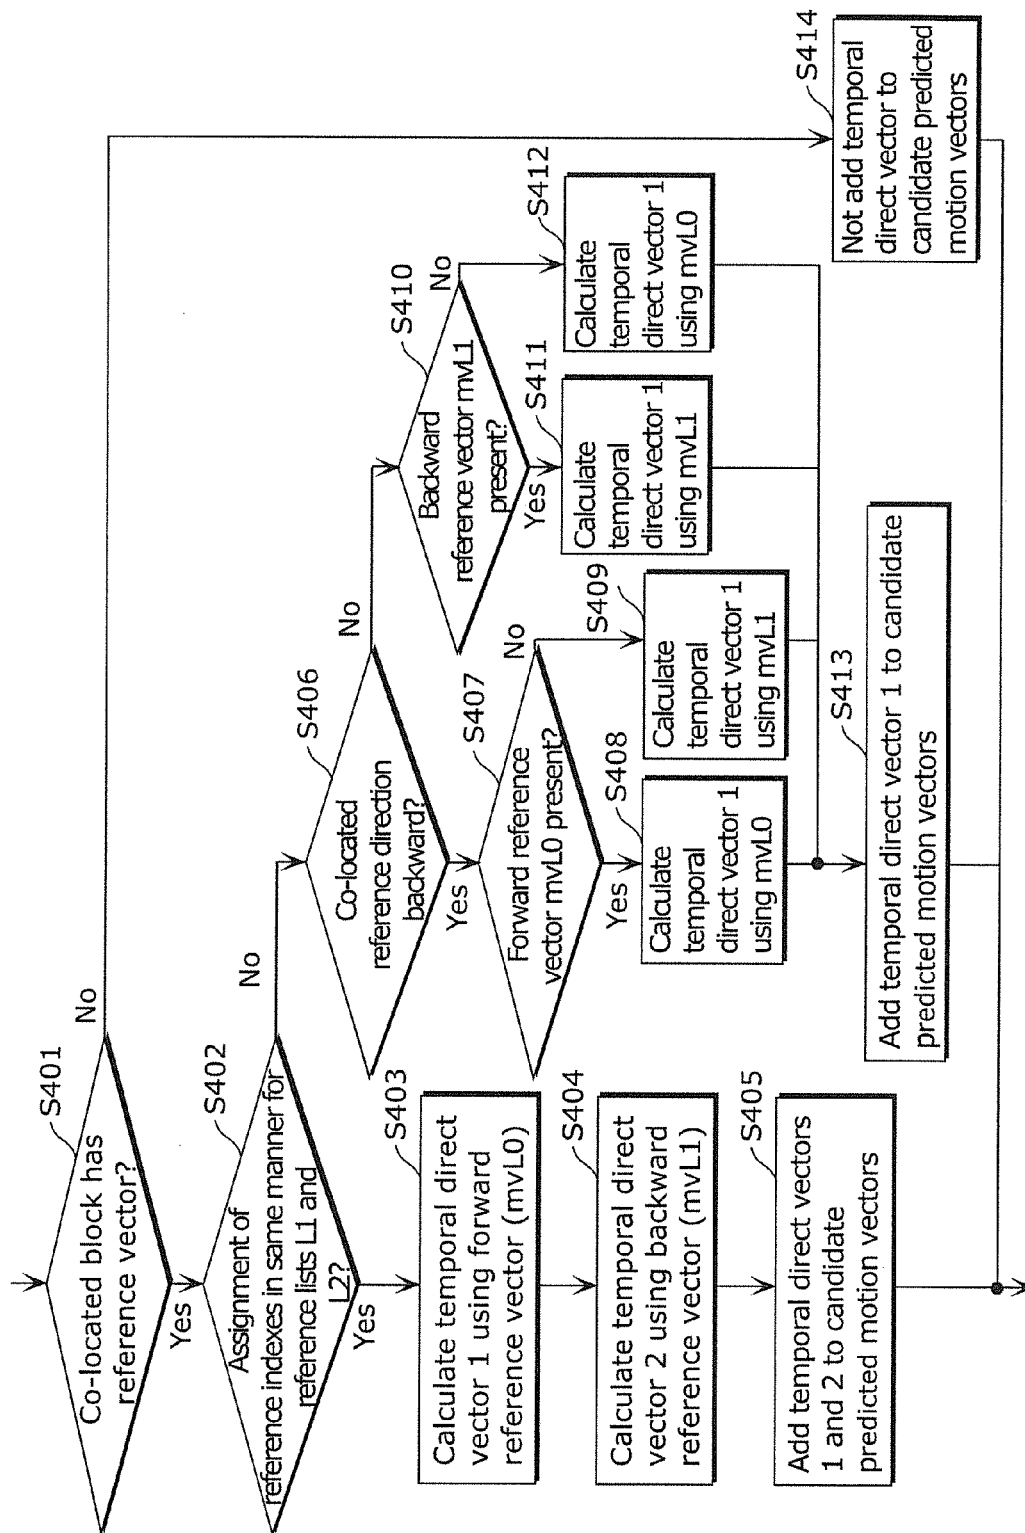 S401
Co-located block has
reference vector?
No
Yes
S402
Assignment of
reference indexes in same manner for
reference lists L1 and
L2?
No
Yes
S403
Calculate temporal direct
vector 1 using forward
reference vector (mvL0)
S404
Calculate temporal direct
vector 2 using backward
reference vector (mvL1)
S405
Add temporal direct vectors
1 and 2 to candidate
predicted motion vectors
S406
Co-located
reference direction
backward?
No
Yes
S407
Forward reference
vector mvL0 present?
No
Yes
S408
Calculate
temporal
direct vector 1
using mvL0
S409
Calculate
temporal
direct vector 1
using mvL1
S410
Backward
reference vector mvL1
present?
No
Yes
S411
Calculate
temporal
direct vector 1
using mvL1
S412
Calculate
temporal
direct vector 1
using mvL0
S413
Add temporal direct vector 1 to candidate
predicted motion vectors
S414
Not add temporal
direct vector to
candidate predicted
motion vectors